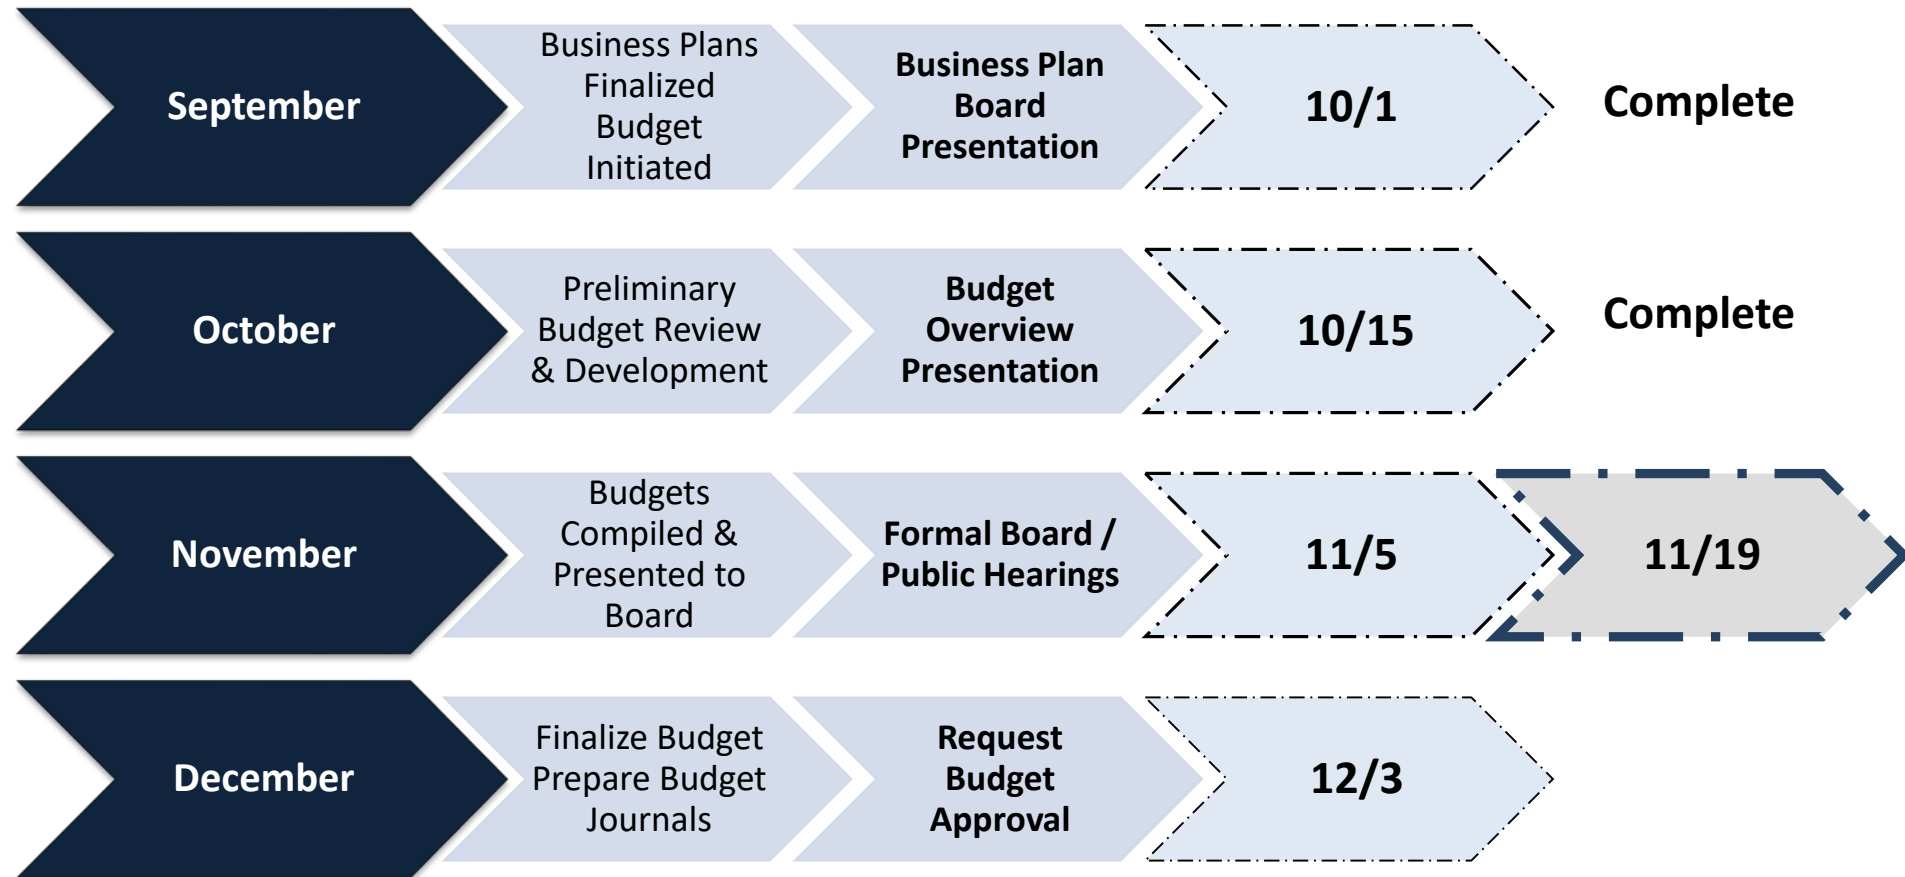 September
Business Plans
Finalized
Budget
Initiated
Business Plan
Board
Presentation
10/1
Complete
October
Preliminary
Budget Review
& Development
Budget
Overview
Presentation
10/15
Complete
November
Budgets
Compiled &
Presented to
Board
Formal Board /
Public Hearings
11/5
11/19
December
Finalize Budget
Prepare Budget
Journals
Request
Budget
Approval
12/3